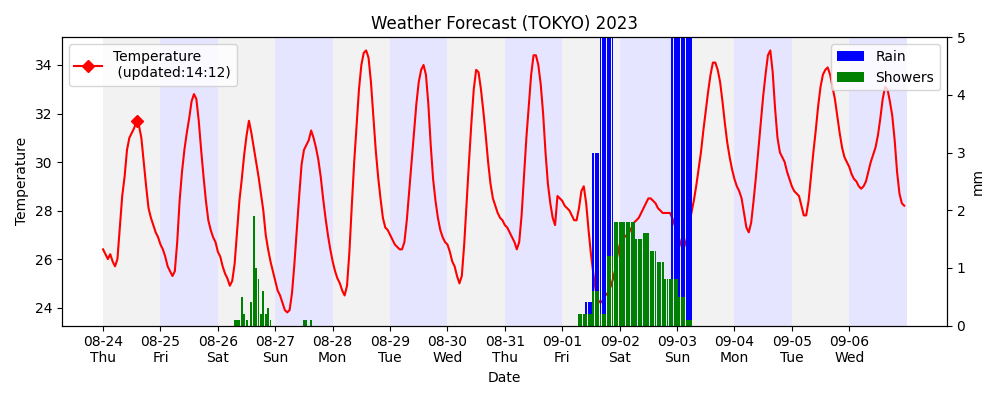 Weather Forecast (TOKYO) 2023
Temperature
(updated:14:12)
Rain
Showers
34
32
30
28
26
24
Temperature
5
4
3
2
1
0
mm
08-24 08-25 08-26 08-27 08-28 08-29 08-30 08-31 09-01 09-02 09-03 09-04 09-05 09-06
Thu Fri Sat Sun Mon Tue Wed Thu Fri Sat Sun Mon Tue Wed
Date